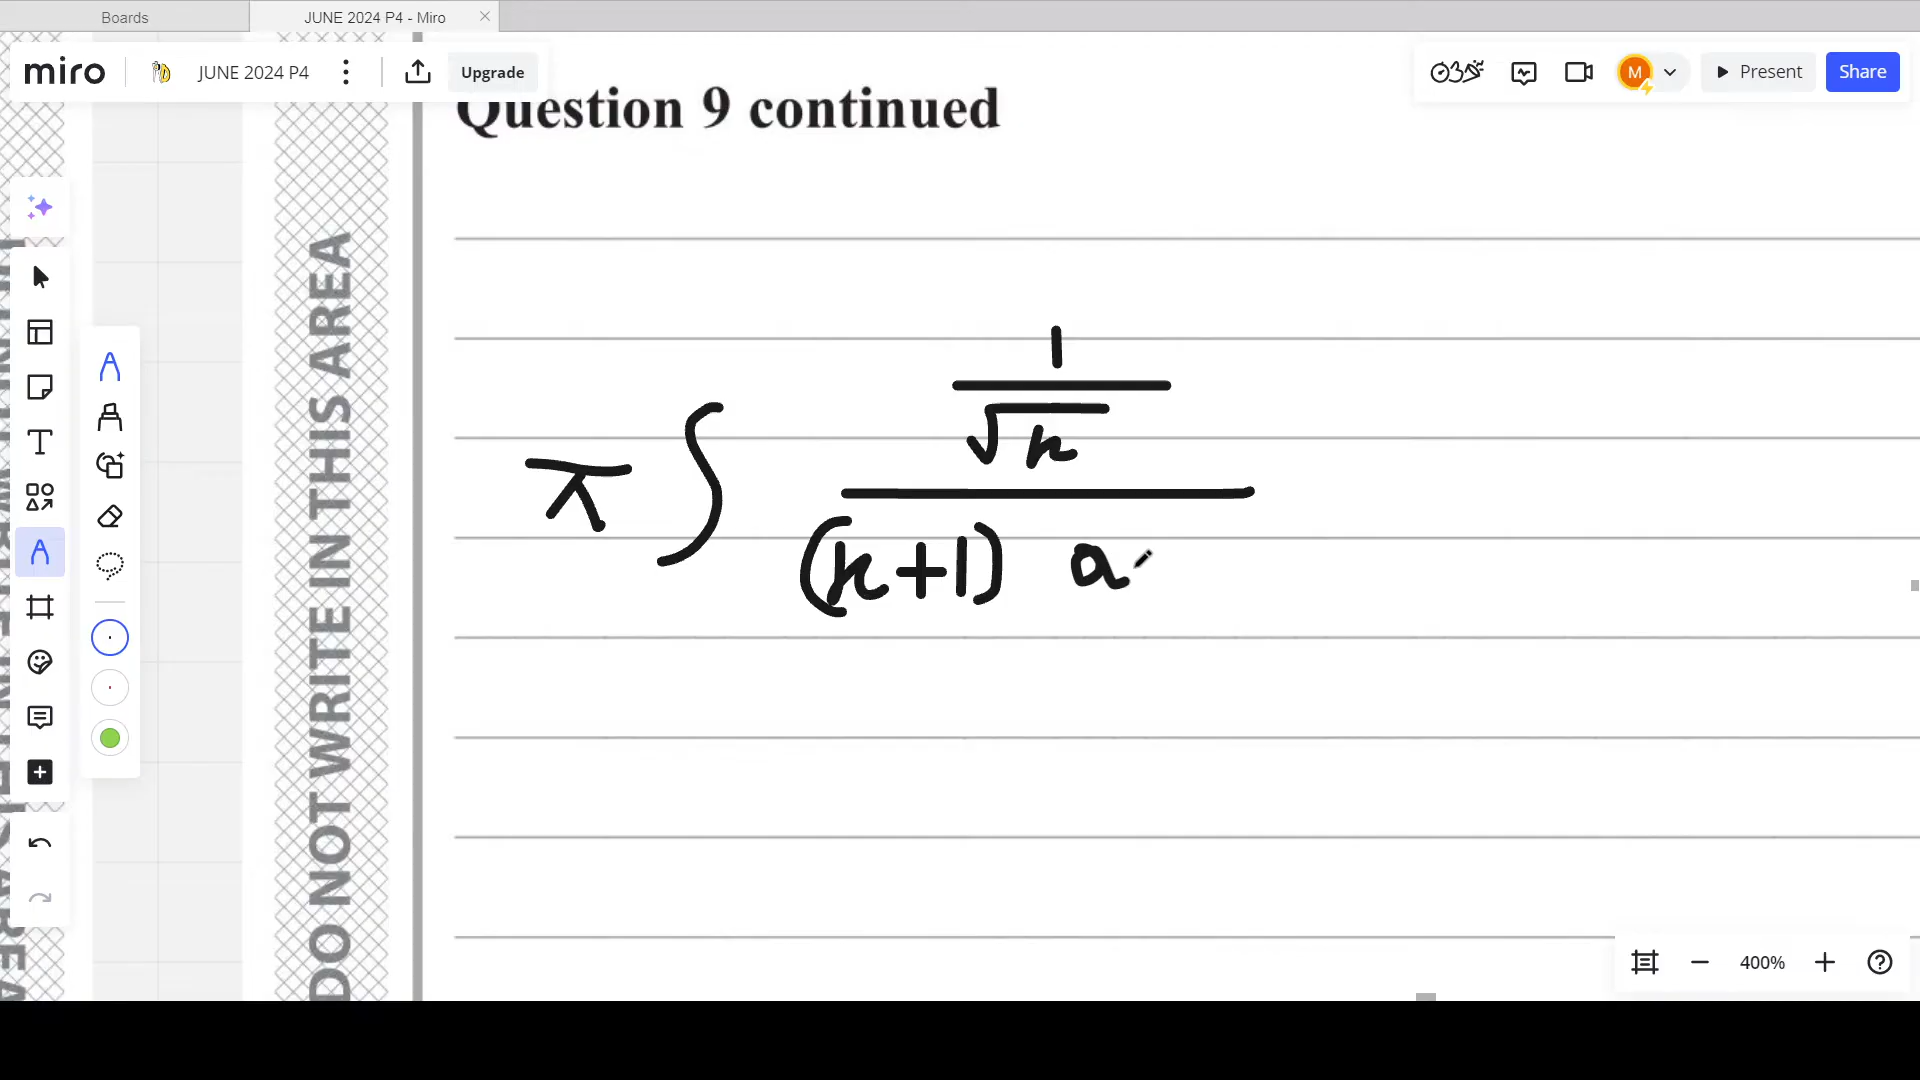 Boards
JUNE 2024 P4 - Miro
miro
JUNE 2024 P4
Upgrade
M
Present
Share
Question 9 continued
DO NOT WRITE IN THIS AREA
1
√x
π ∫
(x+1) a
400%